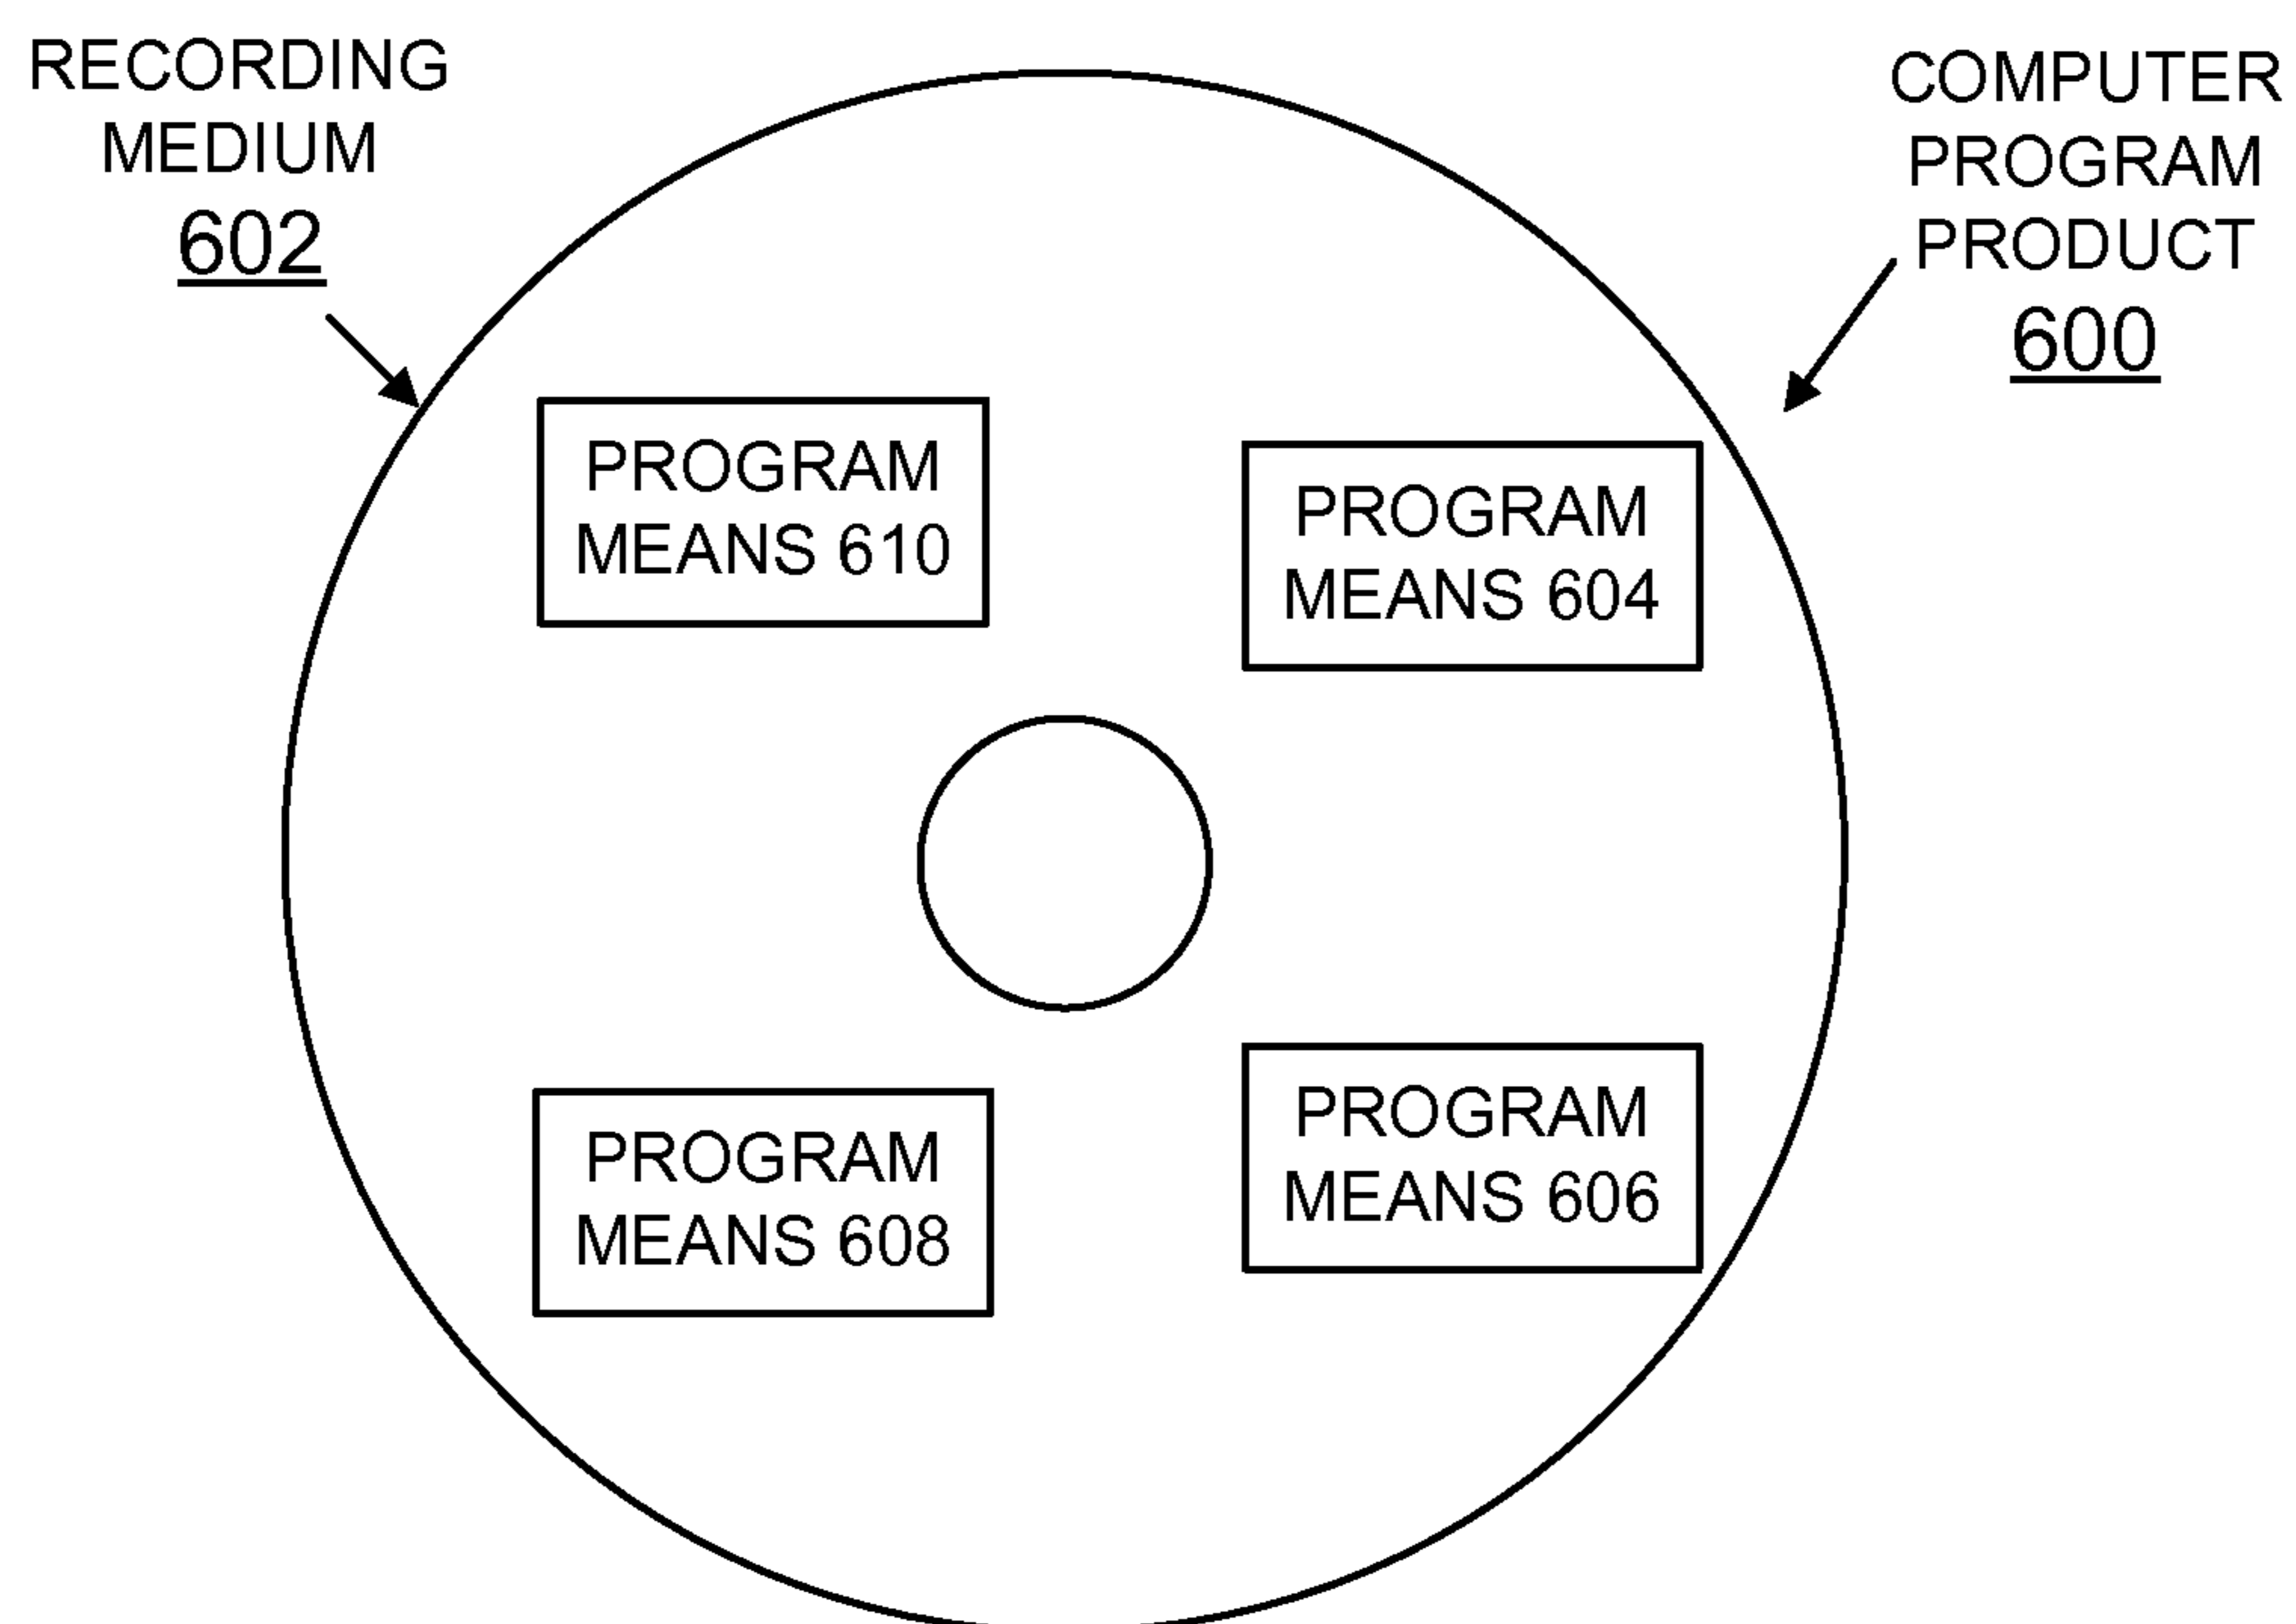 RECORDING
MEDIUM
602
COMPUTER
PROGRAM
PRODUCT
600
PROGRAM
MEANS 610
PROGRAM
MEANS 604
PROGRAM
MEANS 608
PROGRAM
MEANS 606